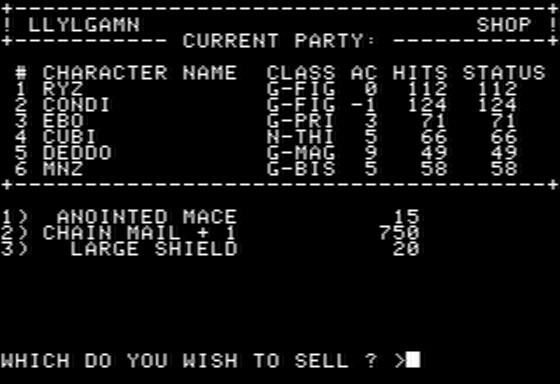 +--------------------------------------+
! LLYLGAMN                        SHOP !
+----------- CURRENT PARTY: -----------+
# CHARACTER NAME  CLASS AC HITS STATUS
1 RYZ             G-FIG  0  112  112
2 CONDI           G-FIG -1  124  124
3 EBO             G-PRI  3   71   71
4 CUBI            N-THI  5   66   66
5 DEDDO           G-MAG  9   49   49
6 MNZ             G-BIS  5   58   58
+--------------------------------------+
1)  ANOINTED MACE           15
2) CHAIN MAIL + 1          750
3)   LARGE SHIELD           20
WHICH DO YOU WISH TO SELL ? >